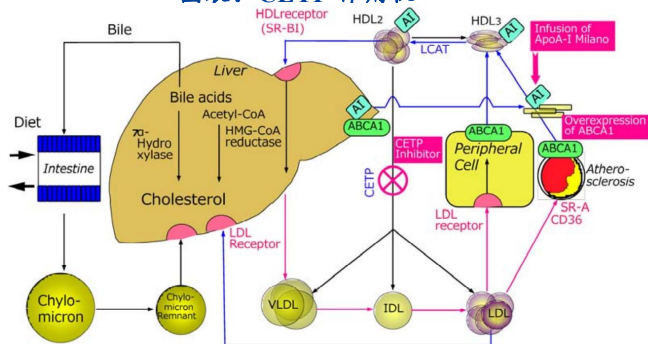 Bile
HDLreceptor
(SR-BI)
HDL2
AI
HDL3
AI
LCAT
Infusion of
ApoA-I Milano
Liver
Bile acids
Acetyl-CoA
7α-
Hydro
xylase
HMG-CoA
reductase
AI
ABCA1
AI
Overexpression
of ABCA1
Diet
Intestine
CETP
Inhibitor
CETP
ABCA1
Peripheral
Cell
ABCA1
Athero-
sclerosis
Cholesterol
LDL
Receptor
LDL
receptor
SR-A
CD36
Chylo-
micron
Chylo-
micron
Remnant
VLDL
IDL
LDL